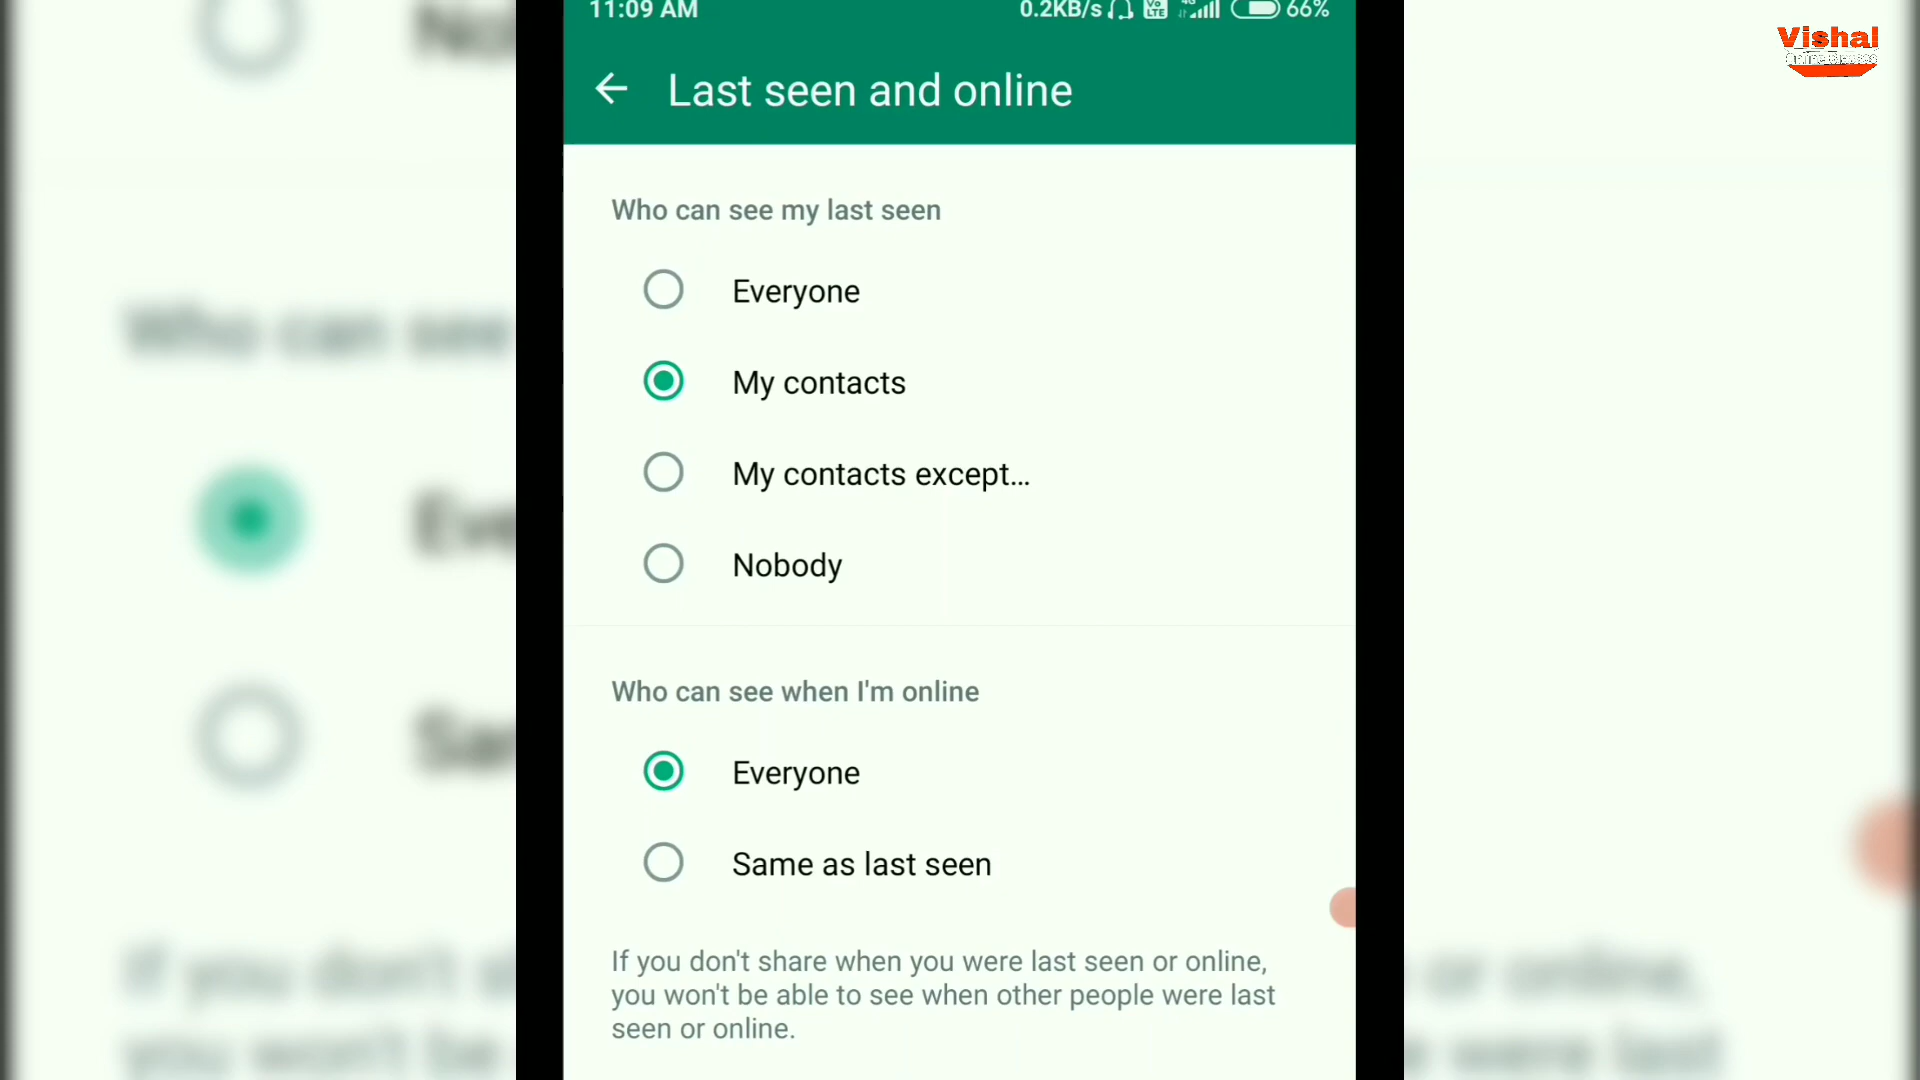 11:09 AM 0.2KB/s Vo LTE 4G 66%
Vishal
Last seen and online
Who can see my last seen
Everyone
My contacts
My contacts except...
Nobody
Who can see when I'm online
Everyone
Same as last seen
If you don't share when you were last seen or online,
you won't be able to see when other people were last
seen or online.